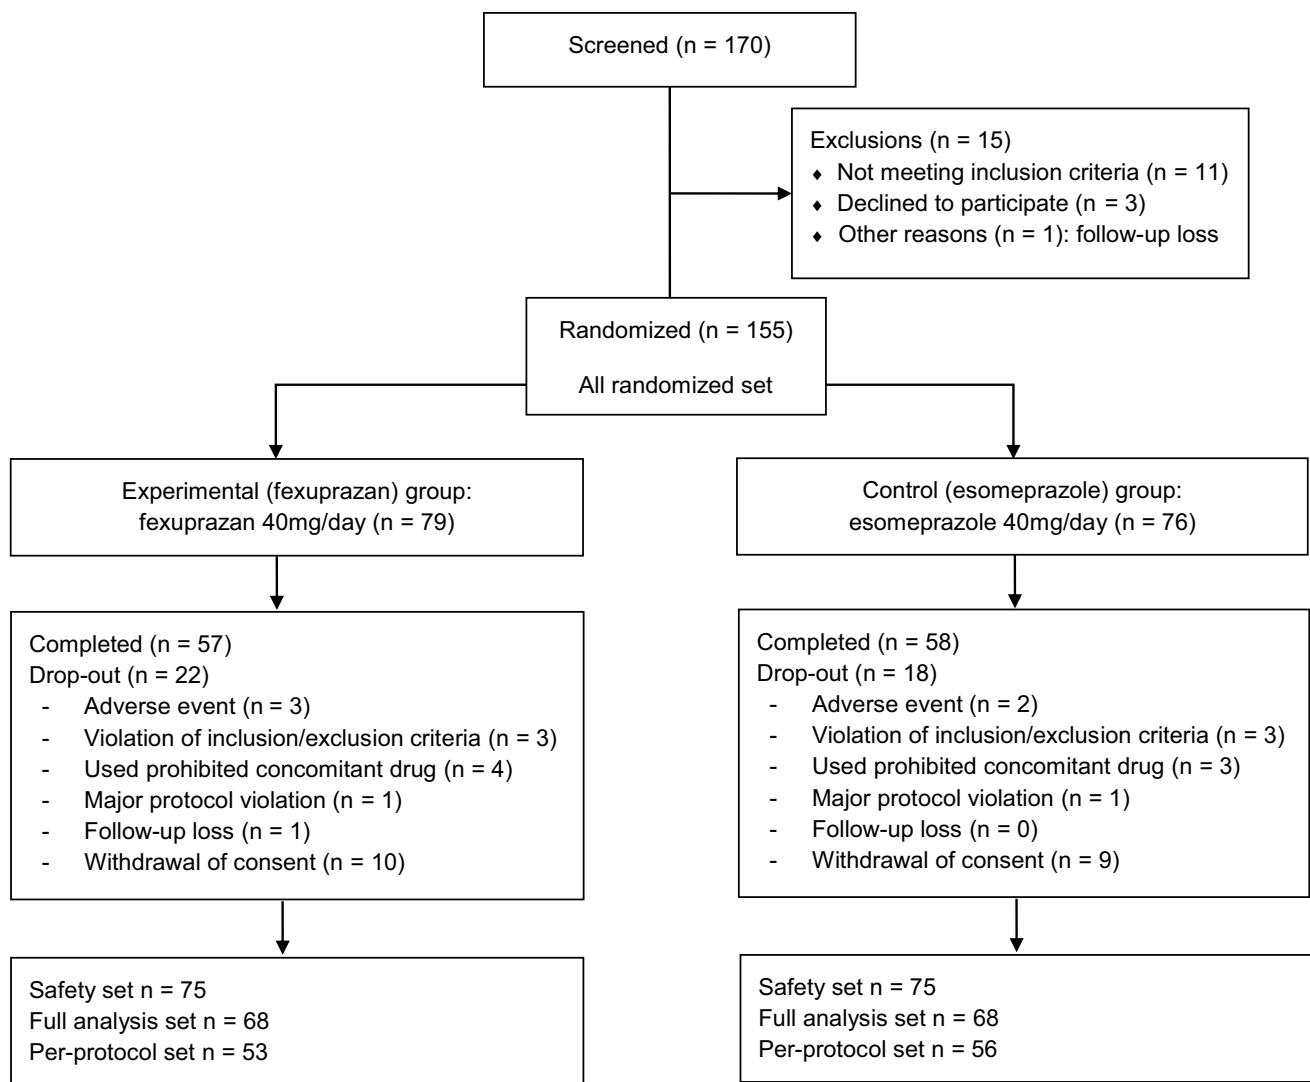 Screened (n = 170)
Exclusions (n = 15)
♦ Not meeting inclusion criteria (n = 11)
♦ Declined to participate (n = 3)
♦ Other reasons (n = 1): follow-up loss
Randomized (n = 155)
All randomized set
Experimental (fexuprazan) group:
fexuprazan 40mg/day (n = 79)
Control (esomeprazole) group:
esomeprazole 40mg/day (n = 76)
Completed (n = 57)
Drop-out (n = 22)
- Adverse event (n = 3)
- Violation of inclusion/exclusion criteria (n = 3)
- Used prohibited concomitant drug (n = 4)
- Major protocol violation (n = 1)
- Follow-up loss (n = 1)
- Withdrawal of consent (n = 10)
Completed (n = 58)
Drop-out (n = 18)
- Adverse event (n = 2)
- Violation of inclusion/exclusion criteria (n = 3)
- Used prohibited concomitant drug (n = 3)
- Major protocol violation (n = 1)
- Follow-up loss (n = 0)
- Withdrawal of consent (n = 9)
Safety set n = 75
Full analysis set n = 68
Per-protocol set n = 53
Safety set n = 75
Full analysis set n = 68
Per-protocol set n = 56